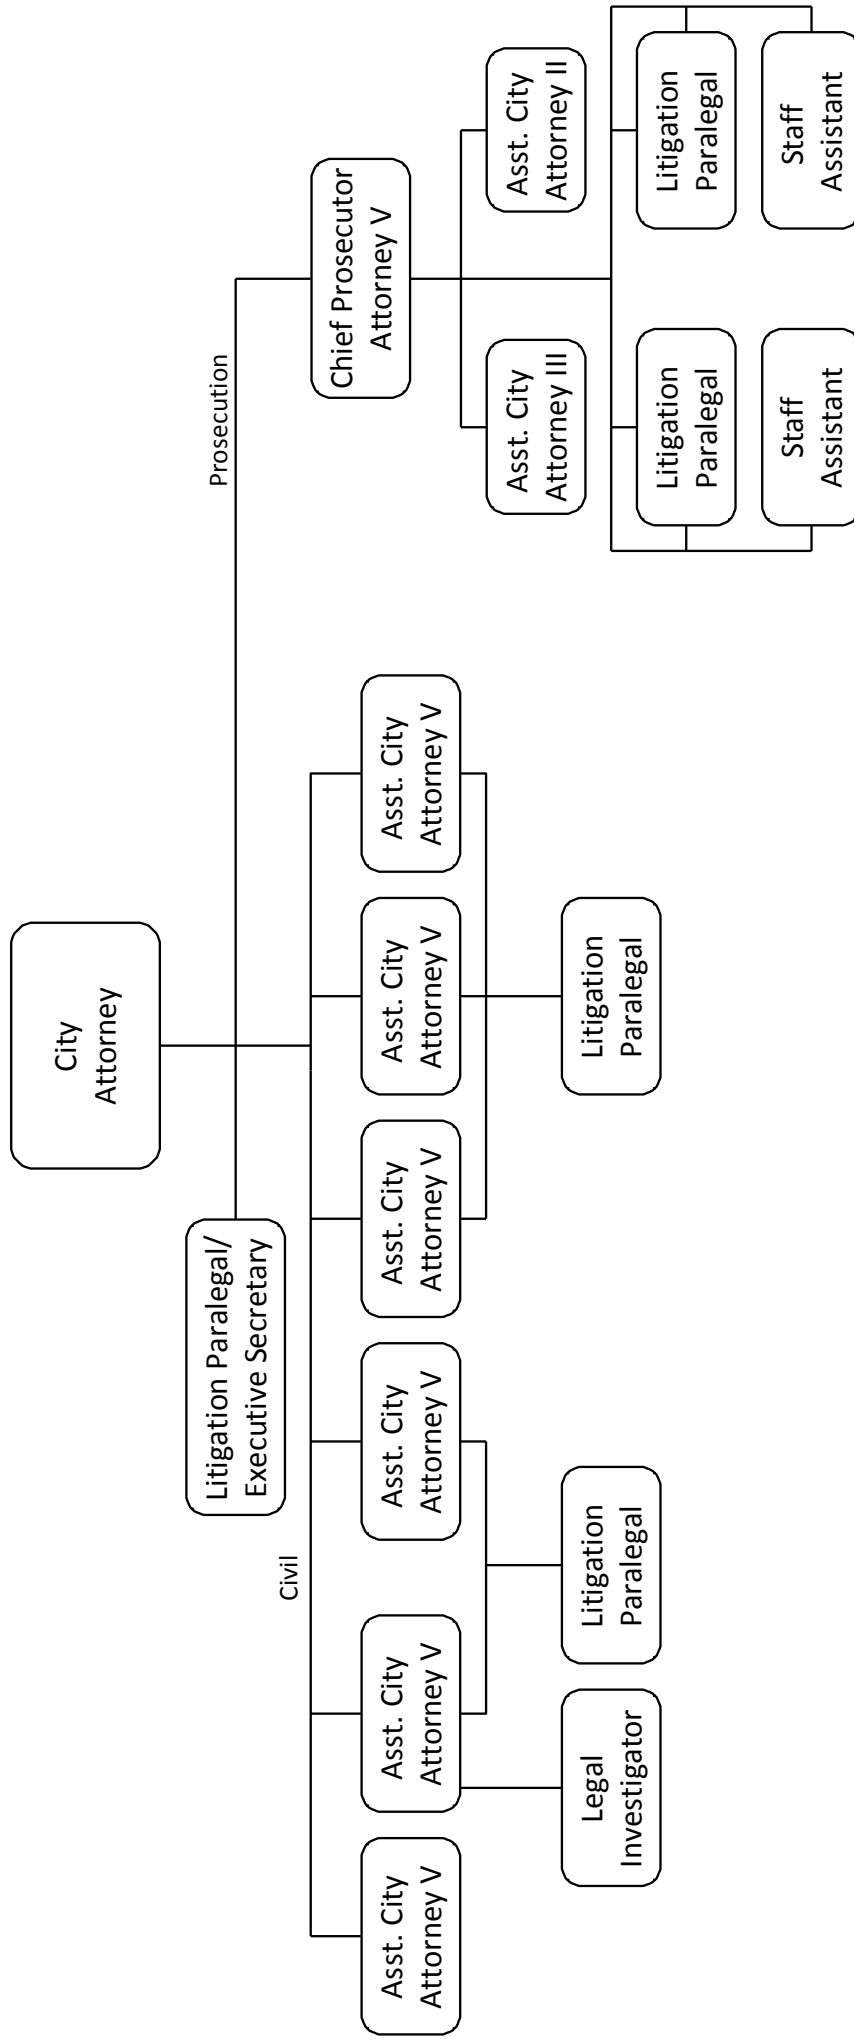 City
Attorney
Litigation Paralegal/
Executive Secretary
Prosecution
Civil
Chief Prosecutor
Attorney V
Asst. City
Attorney V
Asst. City
Attorney V
Asst. City
Attorney V
Asst. City
Attorney V
Asst. City
Attorney V
Asst. City
Attorney V
Asst. City
Attorney III
Asst. City
Attorney II
Legal
Investigator
Litigation
Paralegal
Litigation
Paralegal
Litigation
Paralegal
Litigation
Paralegal
Staff
Assistant
Staff
Assistant